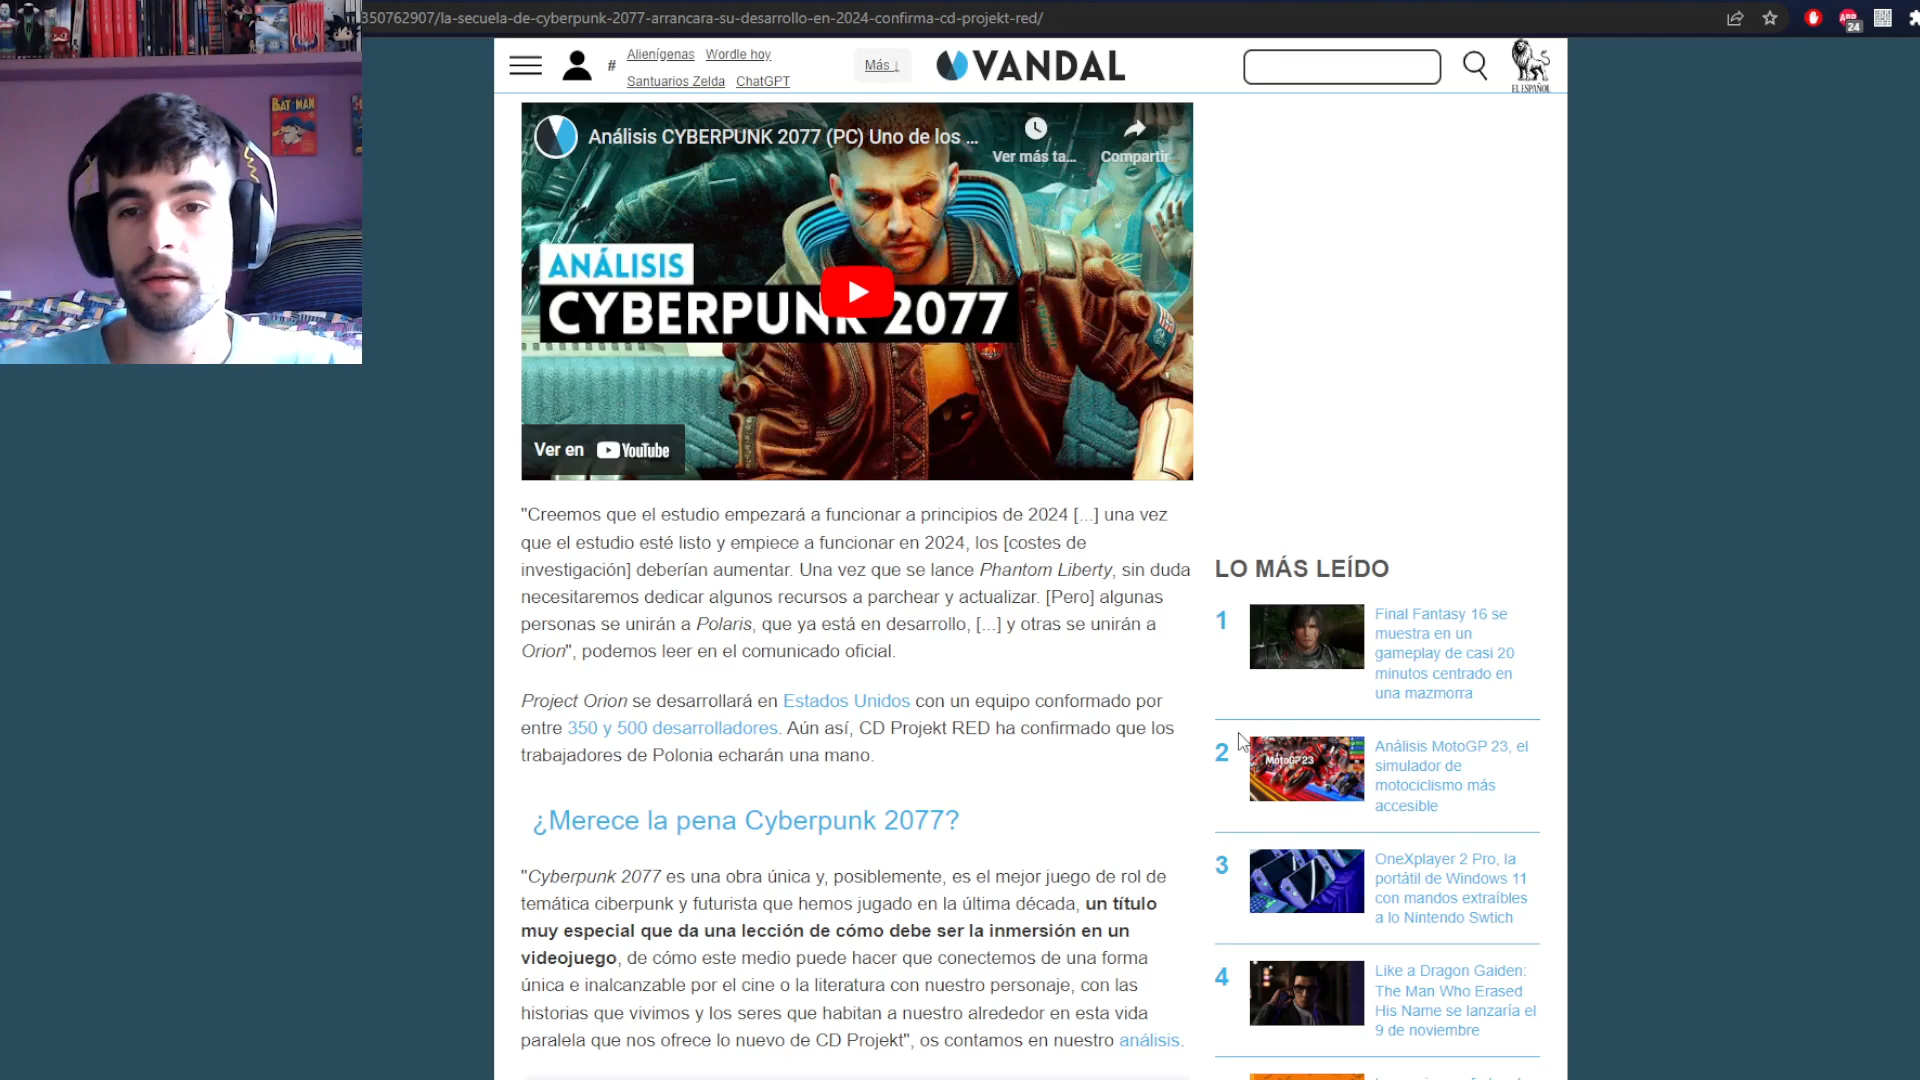 350762907/la-secuela-de-cyberpunk-2077-arrancara-su-desarrollo-en-2024-confirma-cd-projekt-red/
ABP
24
BATMAN
# Alienígenas Wordle hoy
Santuarios Zelda ChatGPT
Más ↓
VANDAL
EL ESPAÑOL
Análisis CYBERPUNK 2077 (PC) Uno de los ...
Ver más ta...
Compartir
ANÁLISIS
CYBERPUNK 2077
Ver en YouTube
"Creemos que el estudio empezará a funcionar a principios de 2024 [...] una vez
que el estudio esté listo y empiece a funcionar en 2024, los [costes de
investigación] deberían aumentar. Una vez que se lance Phantom Liberty, sin duda
necesitaremos dedicar algunos recursos a parchear y actualizar. [Pero] algunas
personas se unirán a Polaris, que ya está en desarrollo, [...] y otras se unirán a
Orion", podemos leer en el comunicado oficial.
Project Orion se desarrollará en Estados Unidos con un equipo conformado por
entre 350 y 500 desarrolladores. Aún así, CD Projekt RED ha confirmado que los
trabajadores de Polonia echarán una mano.
¿Merece la pena Cyberpunk 2077?
"Cyberpunk 2077 es una obra única y, posiblemente, es el mejor juego de rol de
temática ciberpunk y futurista que hemos jugado en la última década, un título
muy especial que da una lección de cómo debe ser la inmersión en un
videojuego, de cómo este medio puede hacer que conectemos de una forma
única e inalcanzable por el cine o la literatura con nuestro personaje, con las
historias que vivimos y los seres que habitan a nuestro alrededor en esta vida
paralela que nos ofrece lo nuevo de CD Projekt", os contamos en nuestro análisis.
LO MÁS LEÍDO
1
Final Fantasy 16 se
muestra en un
gameplay de casi 20
minutos centrado en
una mazmorra
2
MotoGP 23
Análisis MotoGP 23, el
simulador de
motociclismo más
accesible
3
OneXplayer 2 Pro, la
portátil de Windows 11
con mandos extraíbles
a lo Nintendo Swtich
4
Like a Dragon Gaiden:
The Man Who Erased
His Name se lanzaría el
9 de noviembre